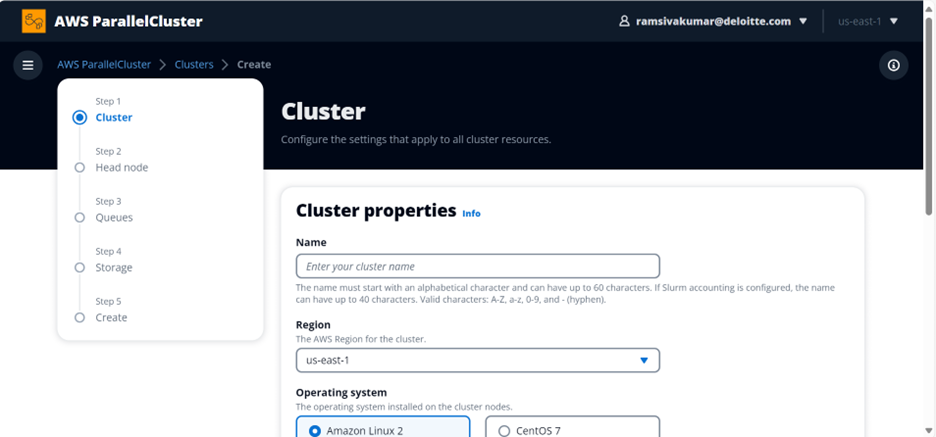 AWS ParallelCluster
ramsivakumar@deloitte.com
us-east-1
AWS ParallelCluster > Clusters > Create
Step 1
Cluster
Step 2
Head node
Step 3
Queues
Step 4
Storage
Step 5
Create
Cluster
Configure the settings that apply to all cluster resources.
Cluster properties Info
Name
Enter your cluster name
The name must start with an alphabetical character and can have up to 60 characters. If Slurm accounting is configured, the name
can have up to 40 characters. Valid characters: A-Z, a-z, 0-9, and - (hyphen).
Region
The AWS Region for the cluster.
us-east-1
Operating system
The operating system installed on the cluster nodes.
Amazon Linux 2
CentOS 7